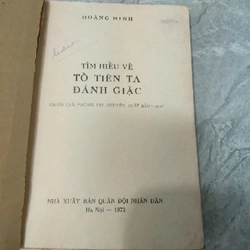 HOÀNG MINH
TÌM HIỂU VỀ
TỔ TIÊN TA
ĐÁNH GIẶC
NHÀ XUẤT BẢN QUÂN ĐỘI NHÂN DÂN
Hà Nội — 1972